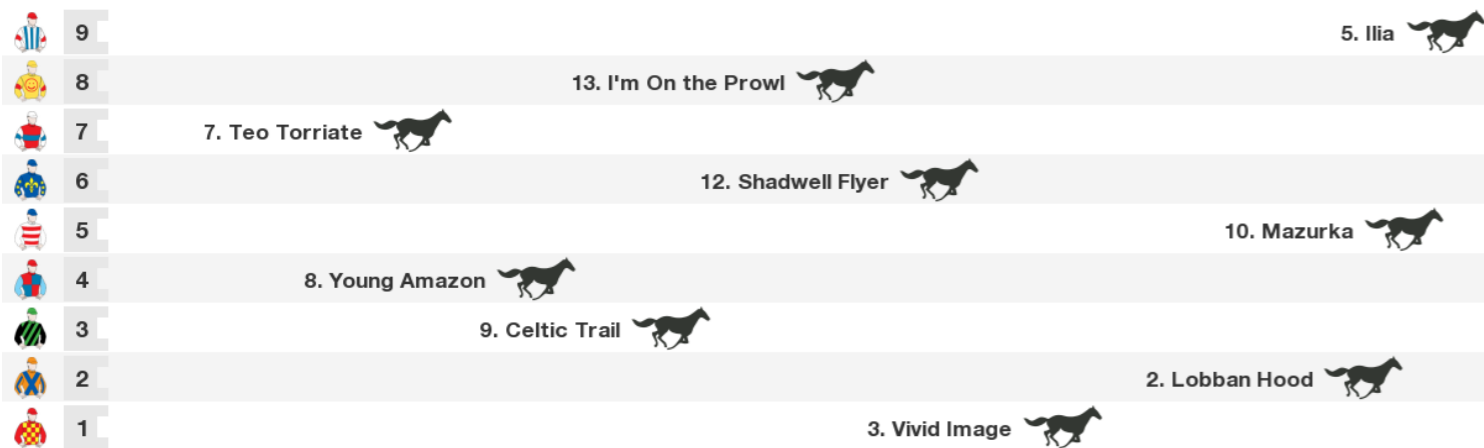 9 5. Ilia
8 13. I'm On the Prowl
7 7. Teo Torriate
6 12. Shadwell Flyer
5 10. Mazurka
4 8. Young Amazon
3 9. Celtic Trail
2 2. Lobban Hood
1 3. Vivid Image